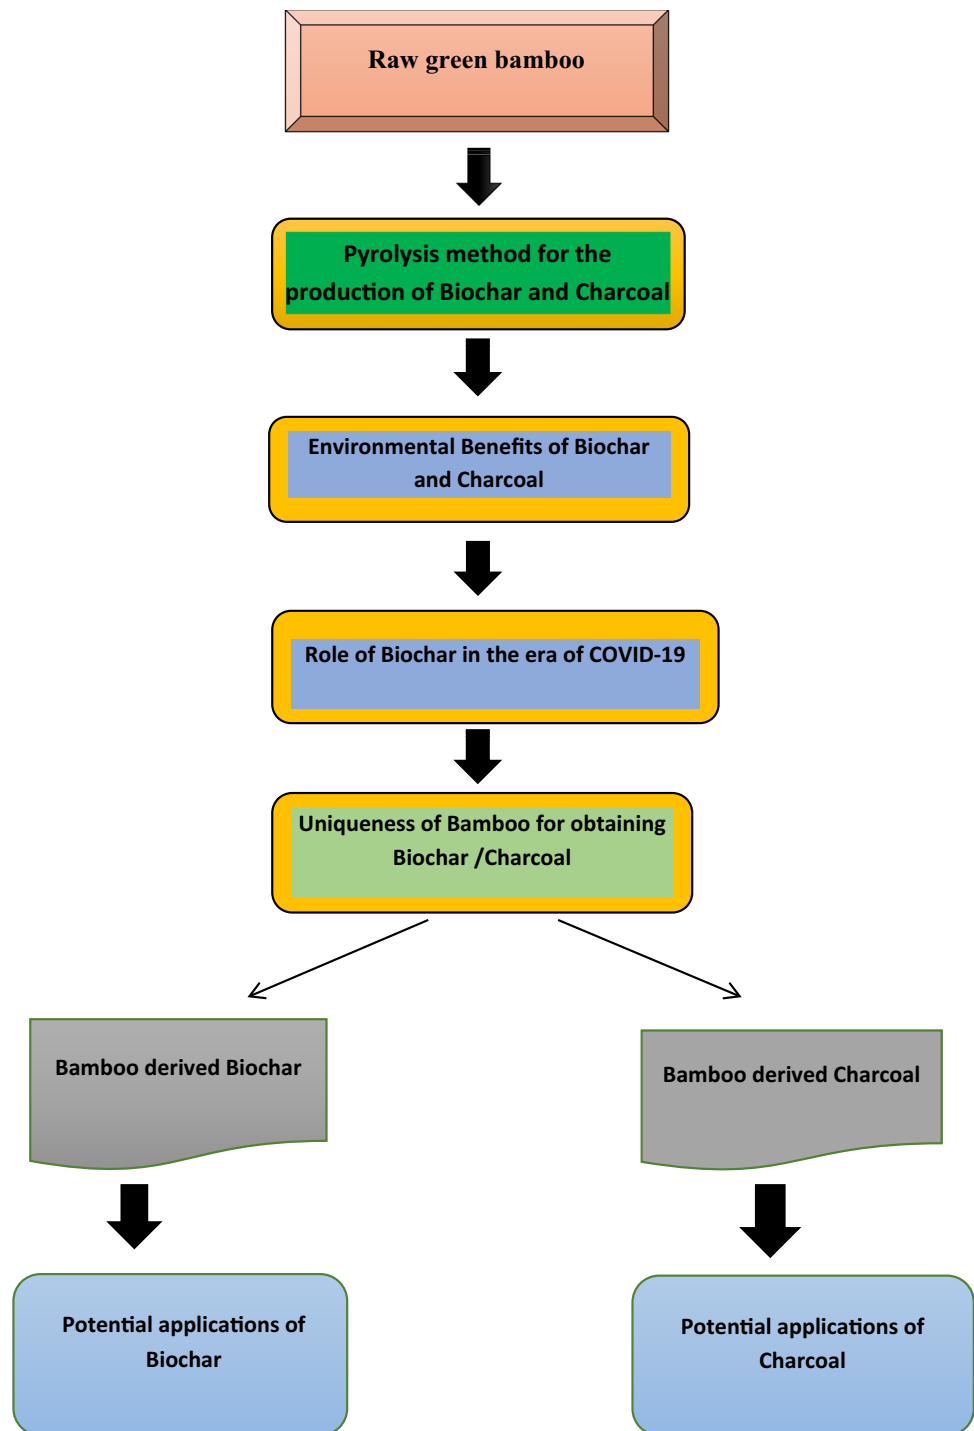 Raw green bamboo
Pyrolysis method for the
production of Biochar and Charcoal
Environmental Benefits of Biochar
and Charcoal
Role of Biochar in the era of COVID-19
Uniqueness of Bamboo for obtaining
Biochar /Charcoal
Bamboo derived Biochar
Bamboo derived Charcoal
Potential applications of
Biochar
Potential applications of
Charcoal